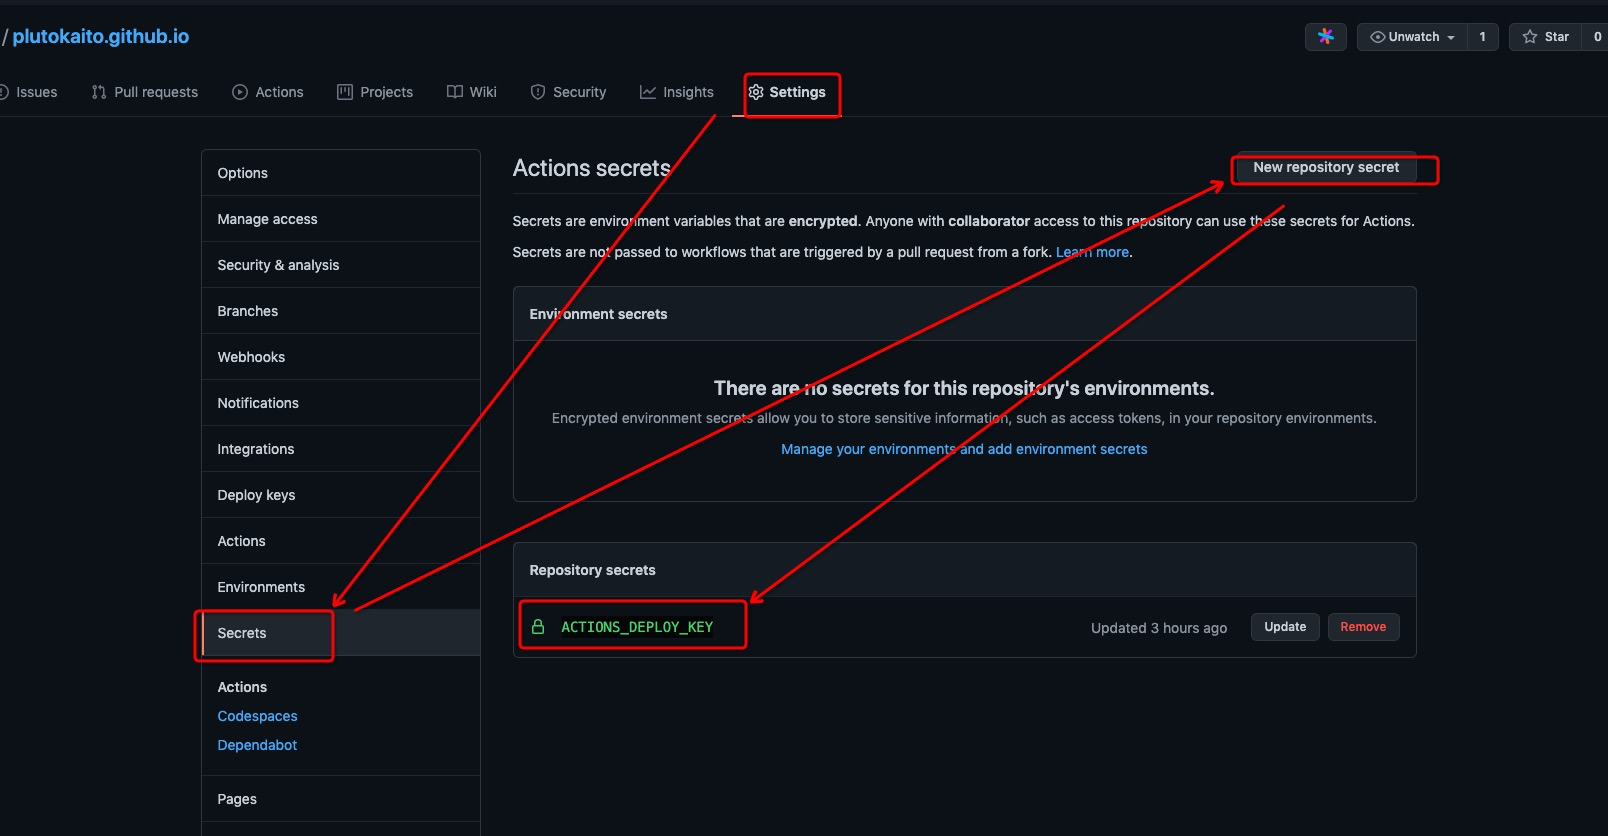 / plutokaito.github.io
Unwatch 1
Star 0
Issues
Pull requests
Actions
Projects
Wiki
Security
Insights
Settings
Options
Manage access
Security & analysis
Branches
Webhooks
Notifications
Integrations
Deploy keys
Actions
Environments
Secrets
Actions
Codespaces
Dependabot
Pages
Actions secrets
New repository secret
Secrets are environment variables that are encrypted. Anyone with collaborator access to this repository can use these secrets for Actions.
Secrets are not passed to workflows that are triggered by a pull request from a fork. Learn more.
Environment secrets
There are no secrets for this repository's environments.
Encrypted environment secrets allow you to store sensitive information, such as access tokens, in your repository environments.
Manage your environments and add environment secrets
Repository secrets
ACTIONS_DEPLOY_KEY
Updated 3 hours ago
Update
Remove